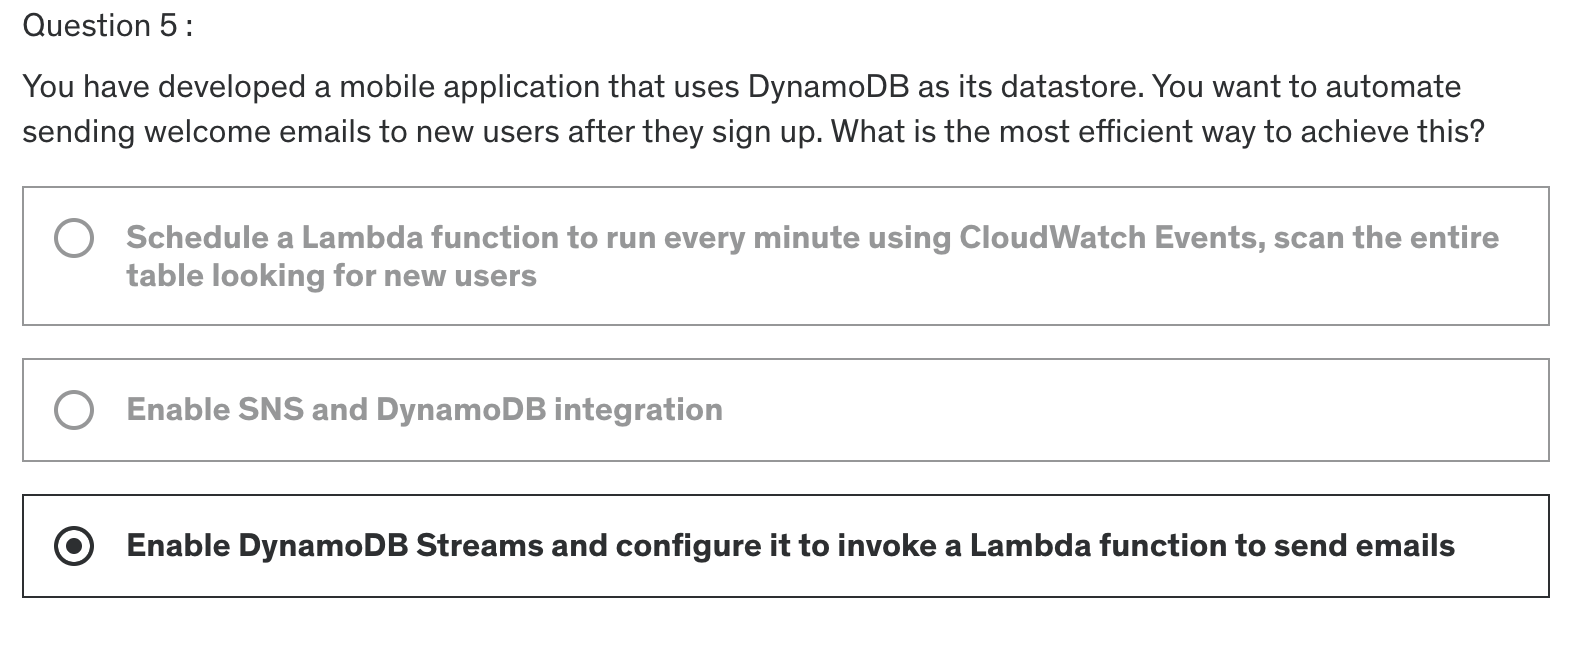 Question 5 :
You have developed a mobile application that uses DynamoDB as its datastore. You want to automate
sending welcome emails to new users after they sign up. What is the most efficient way to achieve this?
Schedule a Lambda function to run every minute using CloudWatch Events, scan the entire
table looking for new users
Enable SNS and DynamoDB integration
Enable DynamoDB Streams and configure it to invoke a Lambda function to send emails